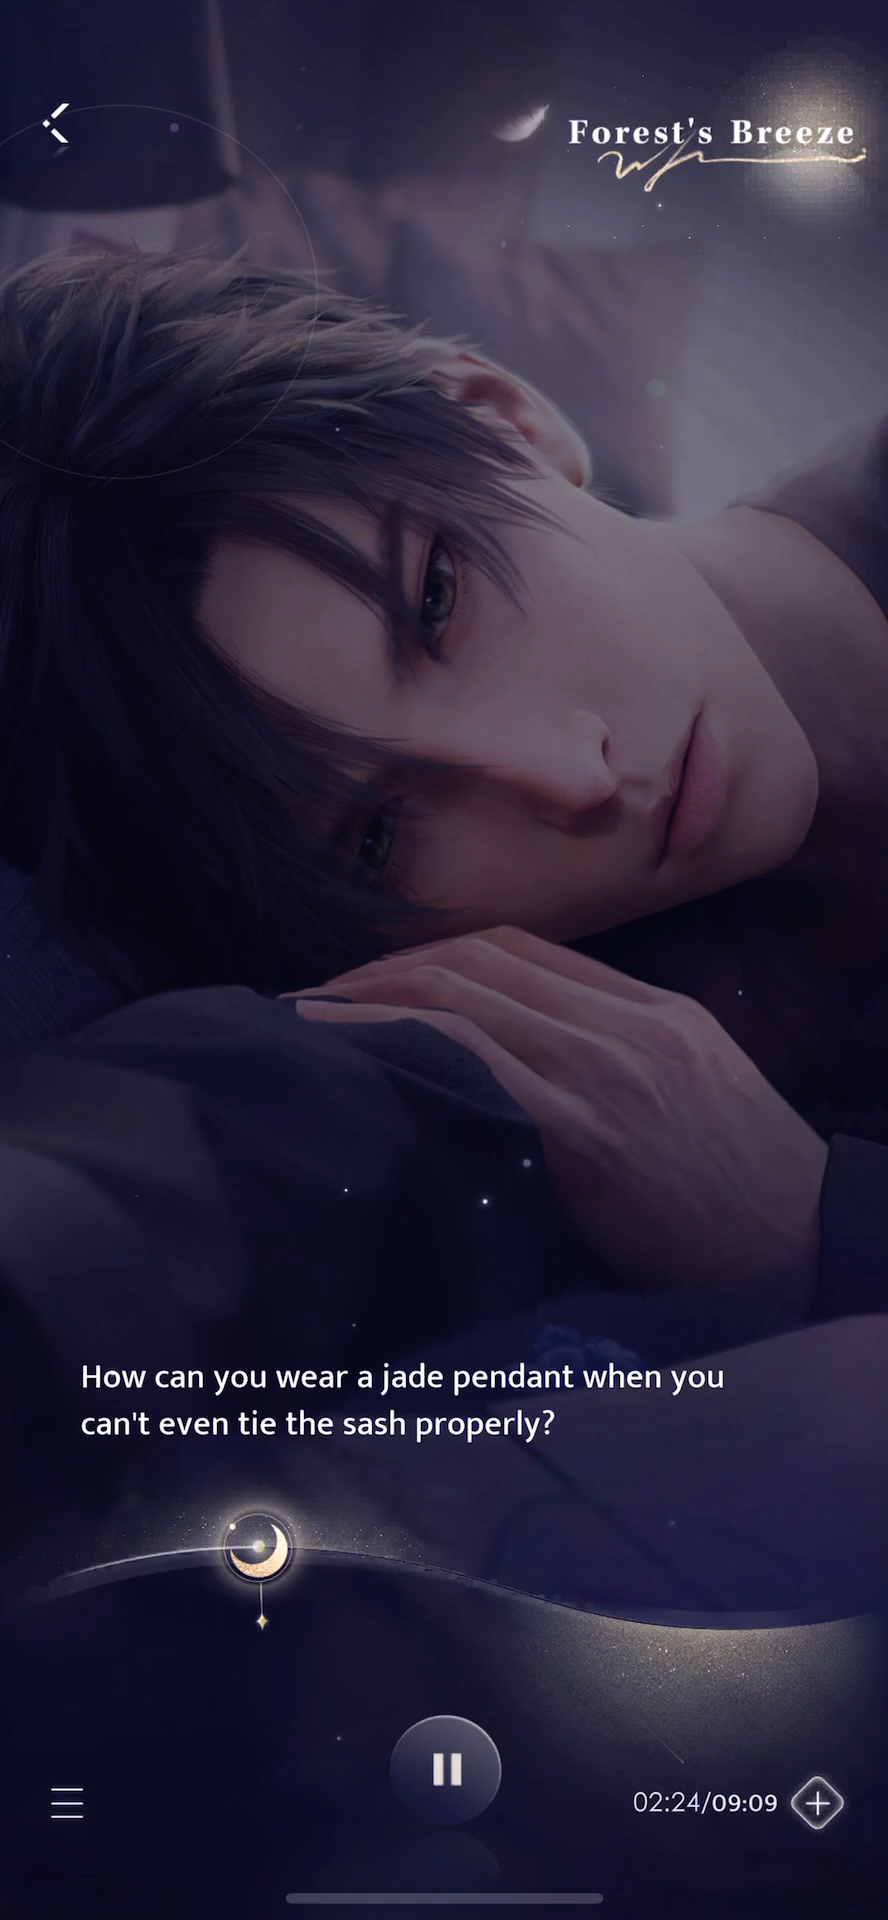 Forest's Breeze
How can you wear a jade pendant when you
can't even tie the sash properly?
02:24/09:09